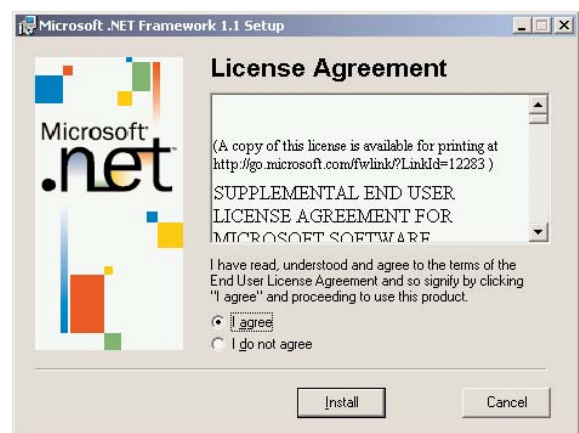 Microsoft .NET Framework 1.1 Setup
License Agreement
Microsoft
.net
(A copy of this license is available for printing at
http://go.microsoft.com/fwlink/?LinkId=12283 )
SUPPLEMENTAL END USER
LICENSE AGREEMENT FOR
MICROSOFT SOFTWARE
I have read, understood and agree to the terms of the
End User License Agreement and so signify by clicking
"I agree" and proceeding to use this product.
I agree
I do not agree
Install
Cancel